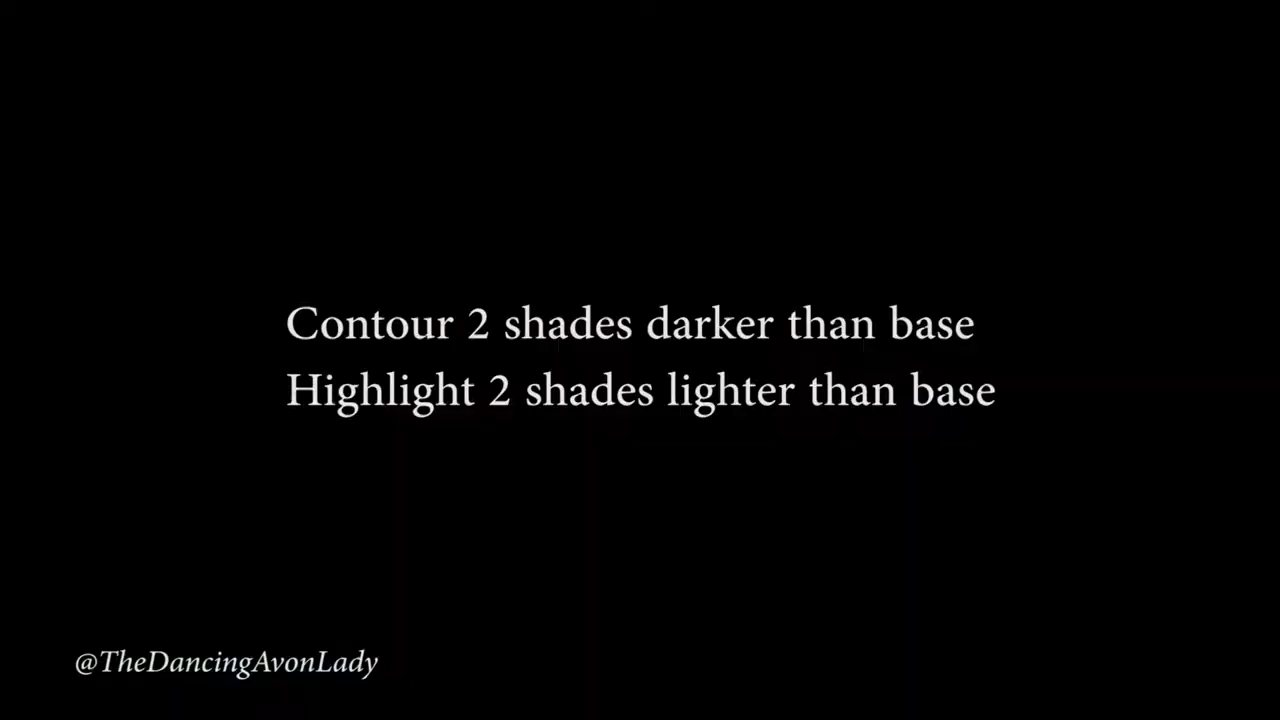 Contour 2 shades darker than base
Highlight 2 shades lighter than base
@TheDancingAvonLady